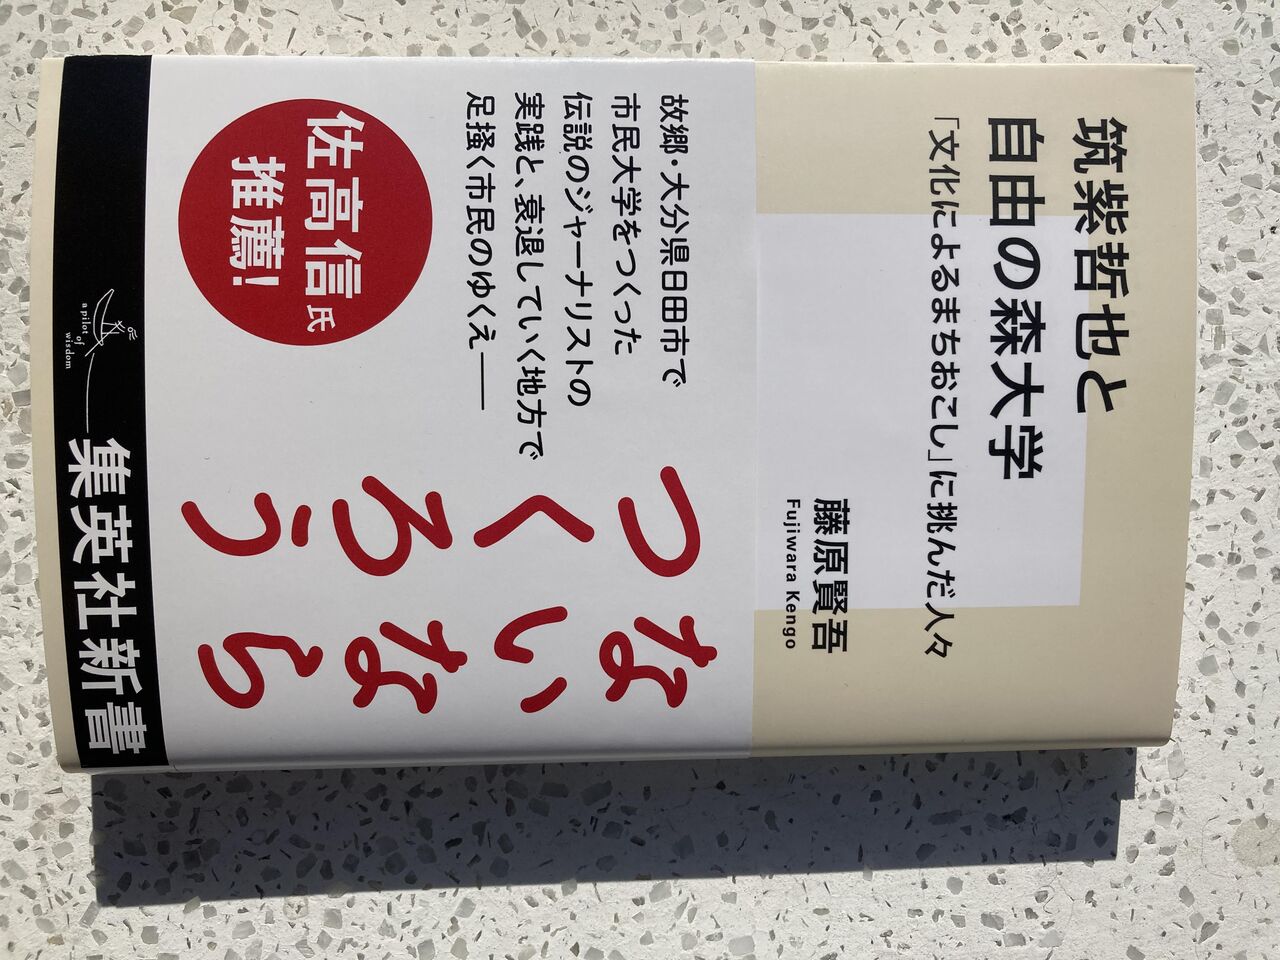 筑紫哲也と
自由の森大学
「文化によるまちおこし」に挑んだ人々
藤原賢吾
Fujiwara Kengo
ないなら
つくろう
故郷・大分県日田市で
市民大学をつくった
伝説のジャーナリストの
実践と、衰退していく地方で
足掻く市民のゆくえ――
佐高信氏
推薦!
a pilot of
wisdom
集英社新書